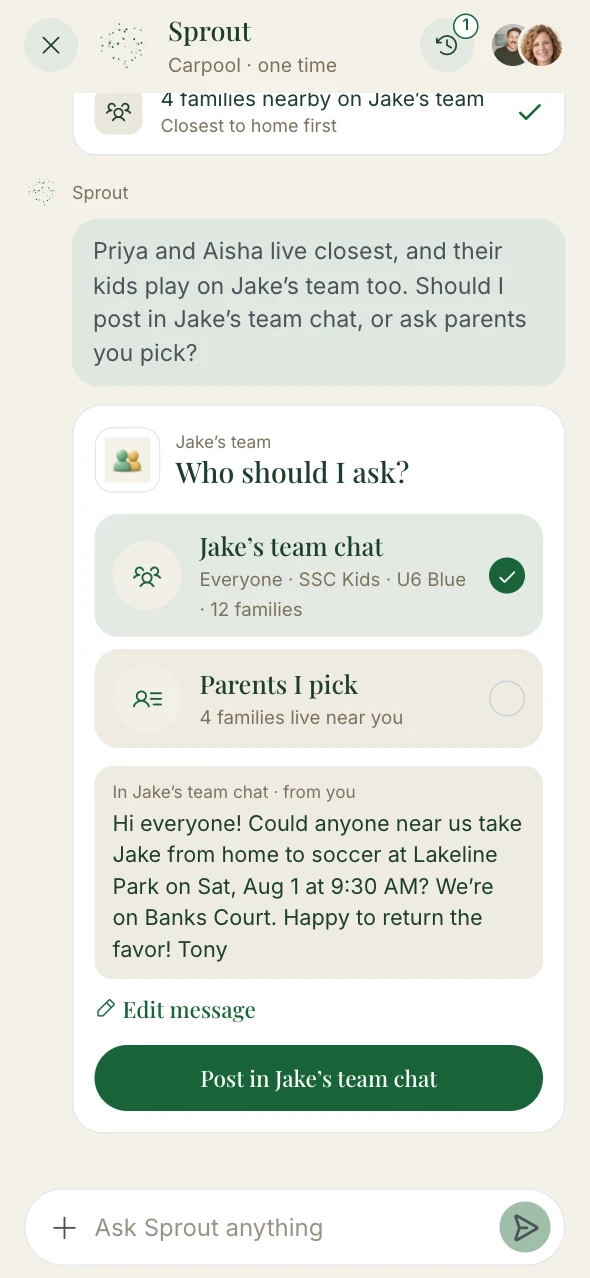 Sprout
Carpool · one time
1
4 families nearby on Jake’s team
Closest to home first
Sprout
Priya and Aisha live closest, and their
kids play on Jake’s team too. Should I
post in Jake’s team chat, or ask parents
you pick?
Jake’s team
Who should I ask?
Jake’s team chat
Everyone · SSC Kids · U6 Blue
· 12 families
Parents I pick
4 families live near you
In Jake’s team chat · from you
Hi everyone! Could anyone near us take
Jake from home to soccer at Lakeline
Park on Sat, Aug 1 at 9:30 AM? We’re
on Banks Court. Happy to return the
favor! Tony
Edit message
Post in Jake’s team chat
Ask Sprout anything